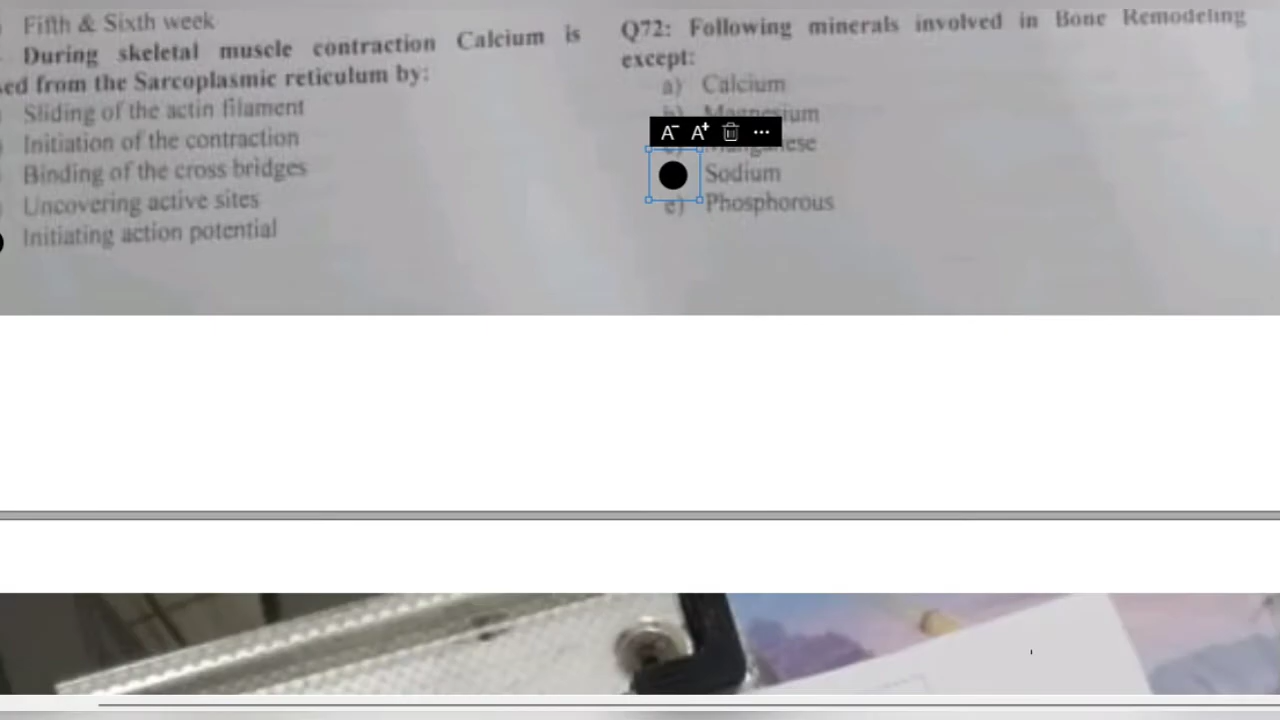 Fifth & Sixth week
During skeletal muscle contraction Calcium is
from the Sarcoplasmic reticulum by:
Sliding of the actin filament
Initiation of the contraction
Binding of the cross bridges
Uncovering active sites
Initiating action potential
Q72: Following minerals involved in Bone Remodeling
except:
a) Calcium
b) Magnesium
A- A+ ...
Sodium
e) Phosphorous